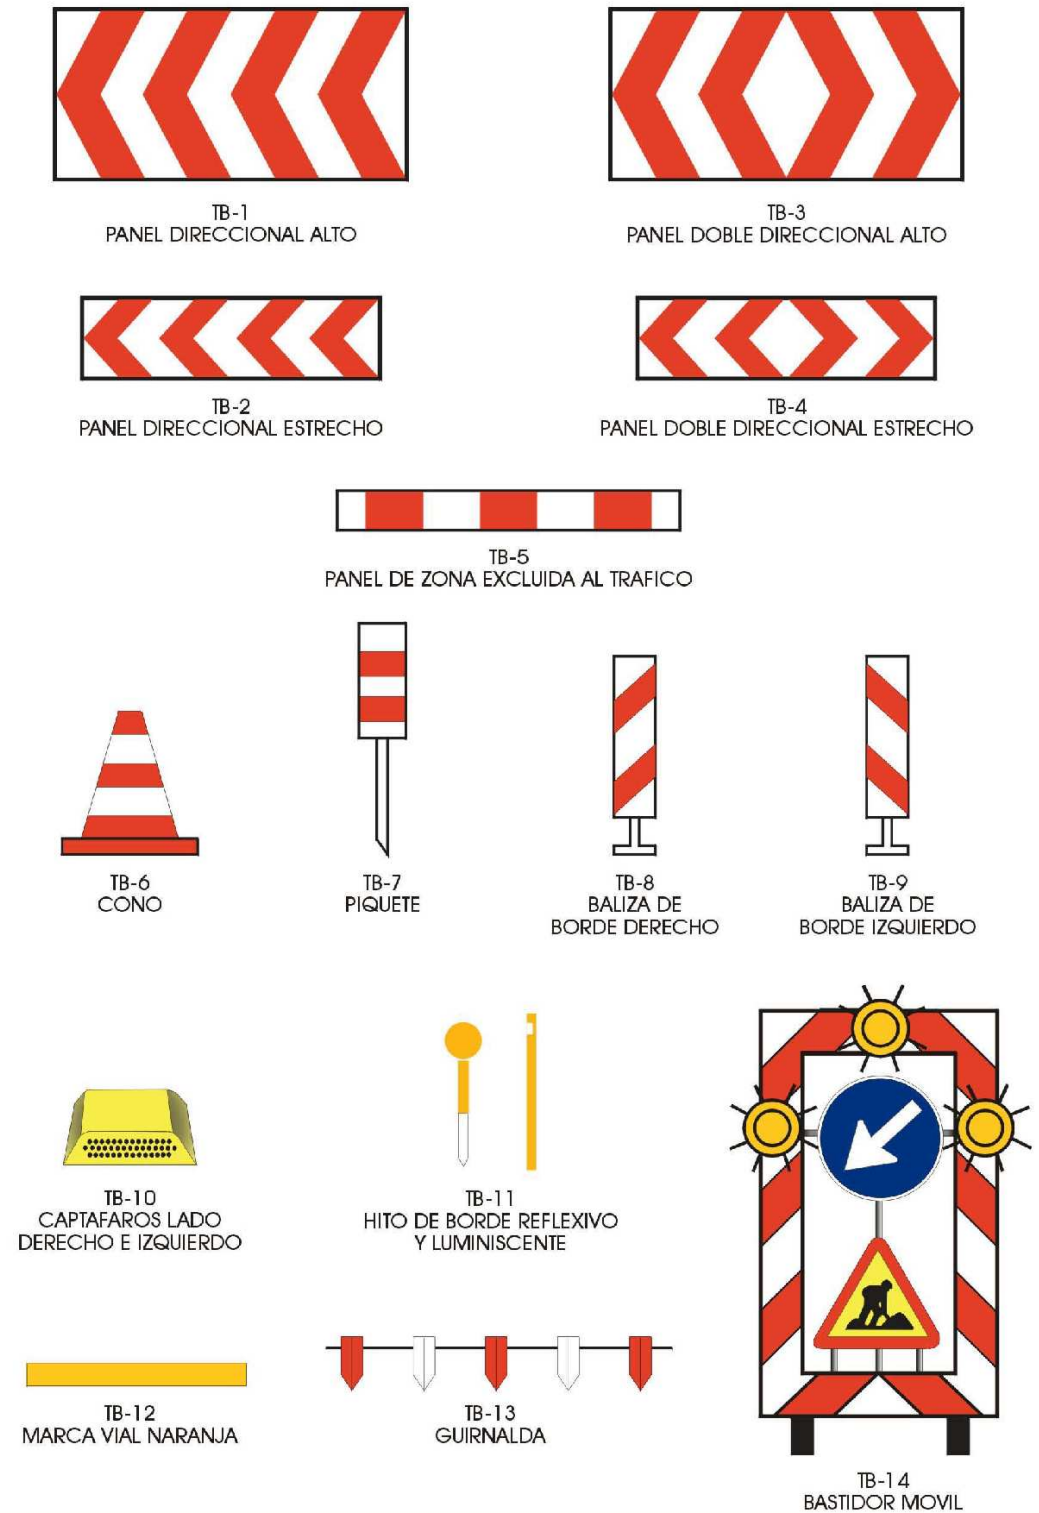 TB-1
PANEL DIRECCIONAL ALTO
TB-3
PANEL DOBLE DIRECCIONAL ALTO
TB-2
PANEL DIRECCIONAL ESTRECHO
TB-4
PANEL DOBLE DIRECCIONAL ESTRECHO
TB-5
PANEL DE ZONA EXCLUIDA AL TRAFICO
TB-6
CONO
TB-7
PIQUETE
TB-8
BALIZA DE
BORDE DERECHO
TB-9
BALIZA DE
BORDE IZQUIERDO
TB-10
CAPTAFAROS LADO
DERECHO E IZQUIERDO
TB-11
HITO DE BORDE REFLEXIVO
Y LUMINISCENTE
TB-12
MARCA VIAL NARANJA
TB-13
GUIRNALDA
TB-14
BASTIDOR MOVIL